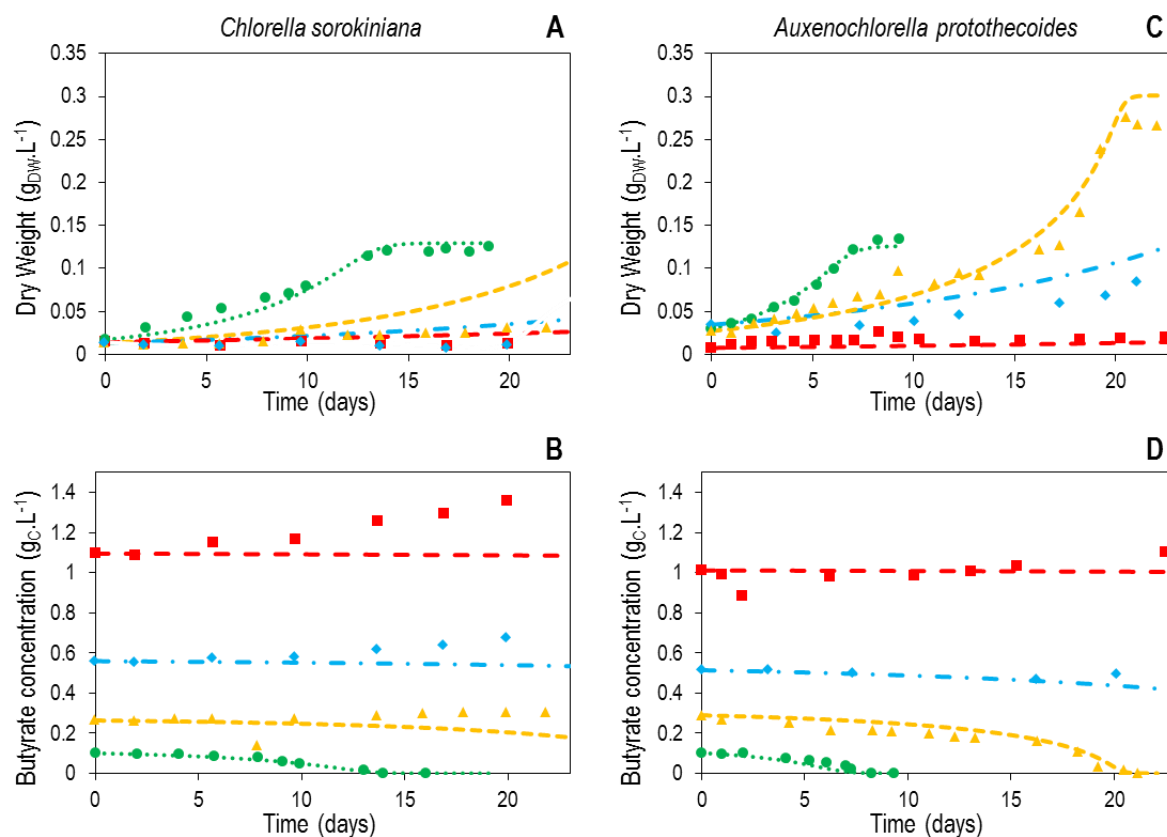 Chlorella sorokiniana
A
Dry Weight (g_DW.L^-1)
0.35
0.3
0.25
0.2
0.15
0.1
0.05
0
0 5 10 15 20
Time (days)
Auxenochlorella protothecoides
C
Dry Weight (g_DW.L^-1)
0.35
0.3
0.25
0.2
0.15
0.1
0.05
0
0 5 10 15 20
Time (days)
B
Butyrate concentration (g_C.L^-1)
1.4
1.2
1
0.8
0.6
0.4
0.2
0
0 5 10 15 20
Time (days)
D
Butyrate concentration (g_C.L^-1)
1.4
1.2
1
0.8
0.6
0.4
0.2
0
0 5 10 15 20
Time (days)